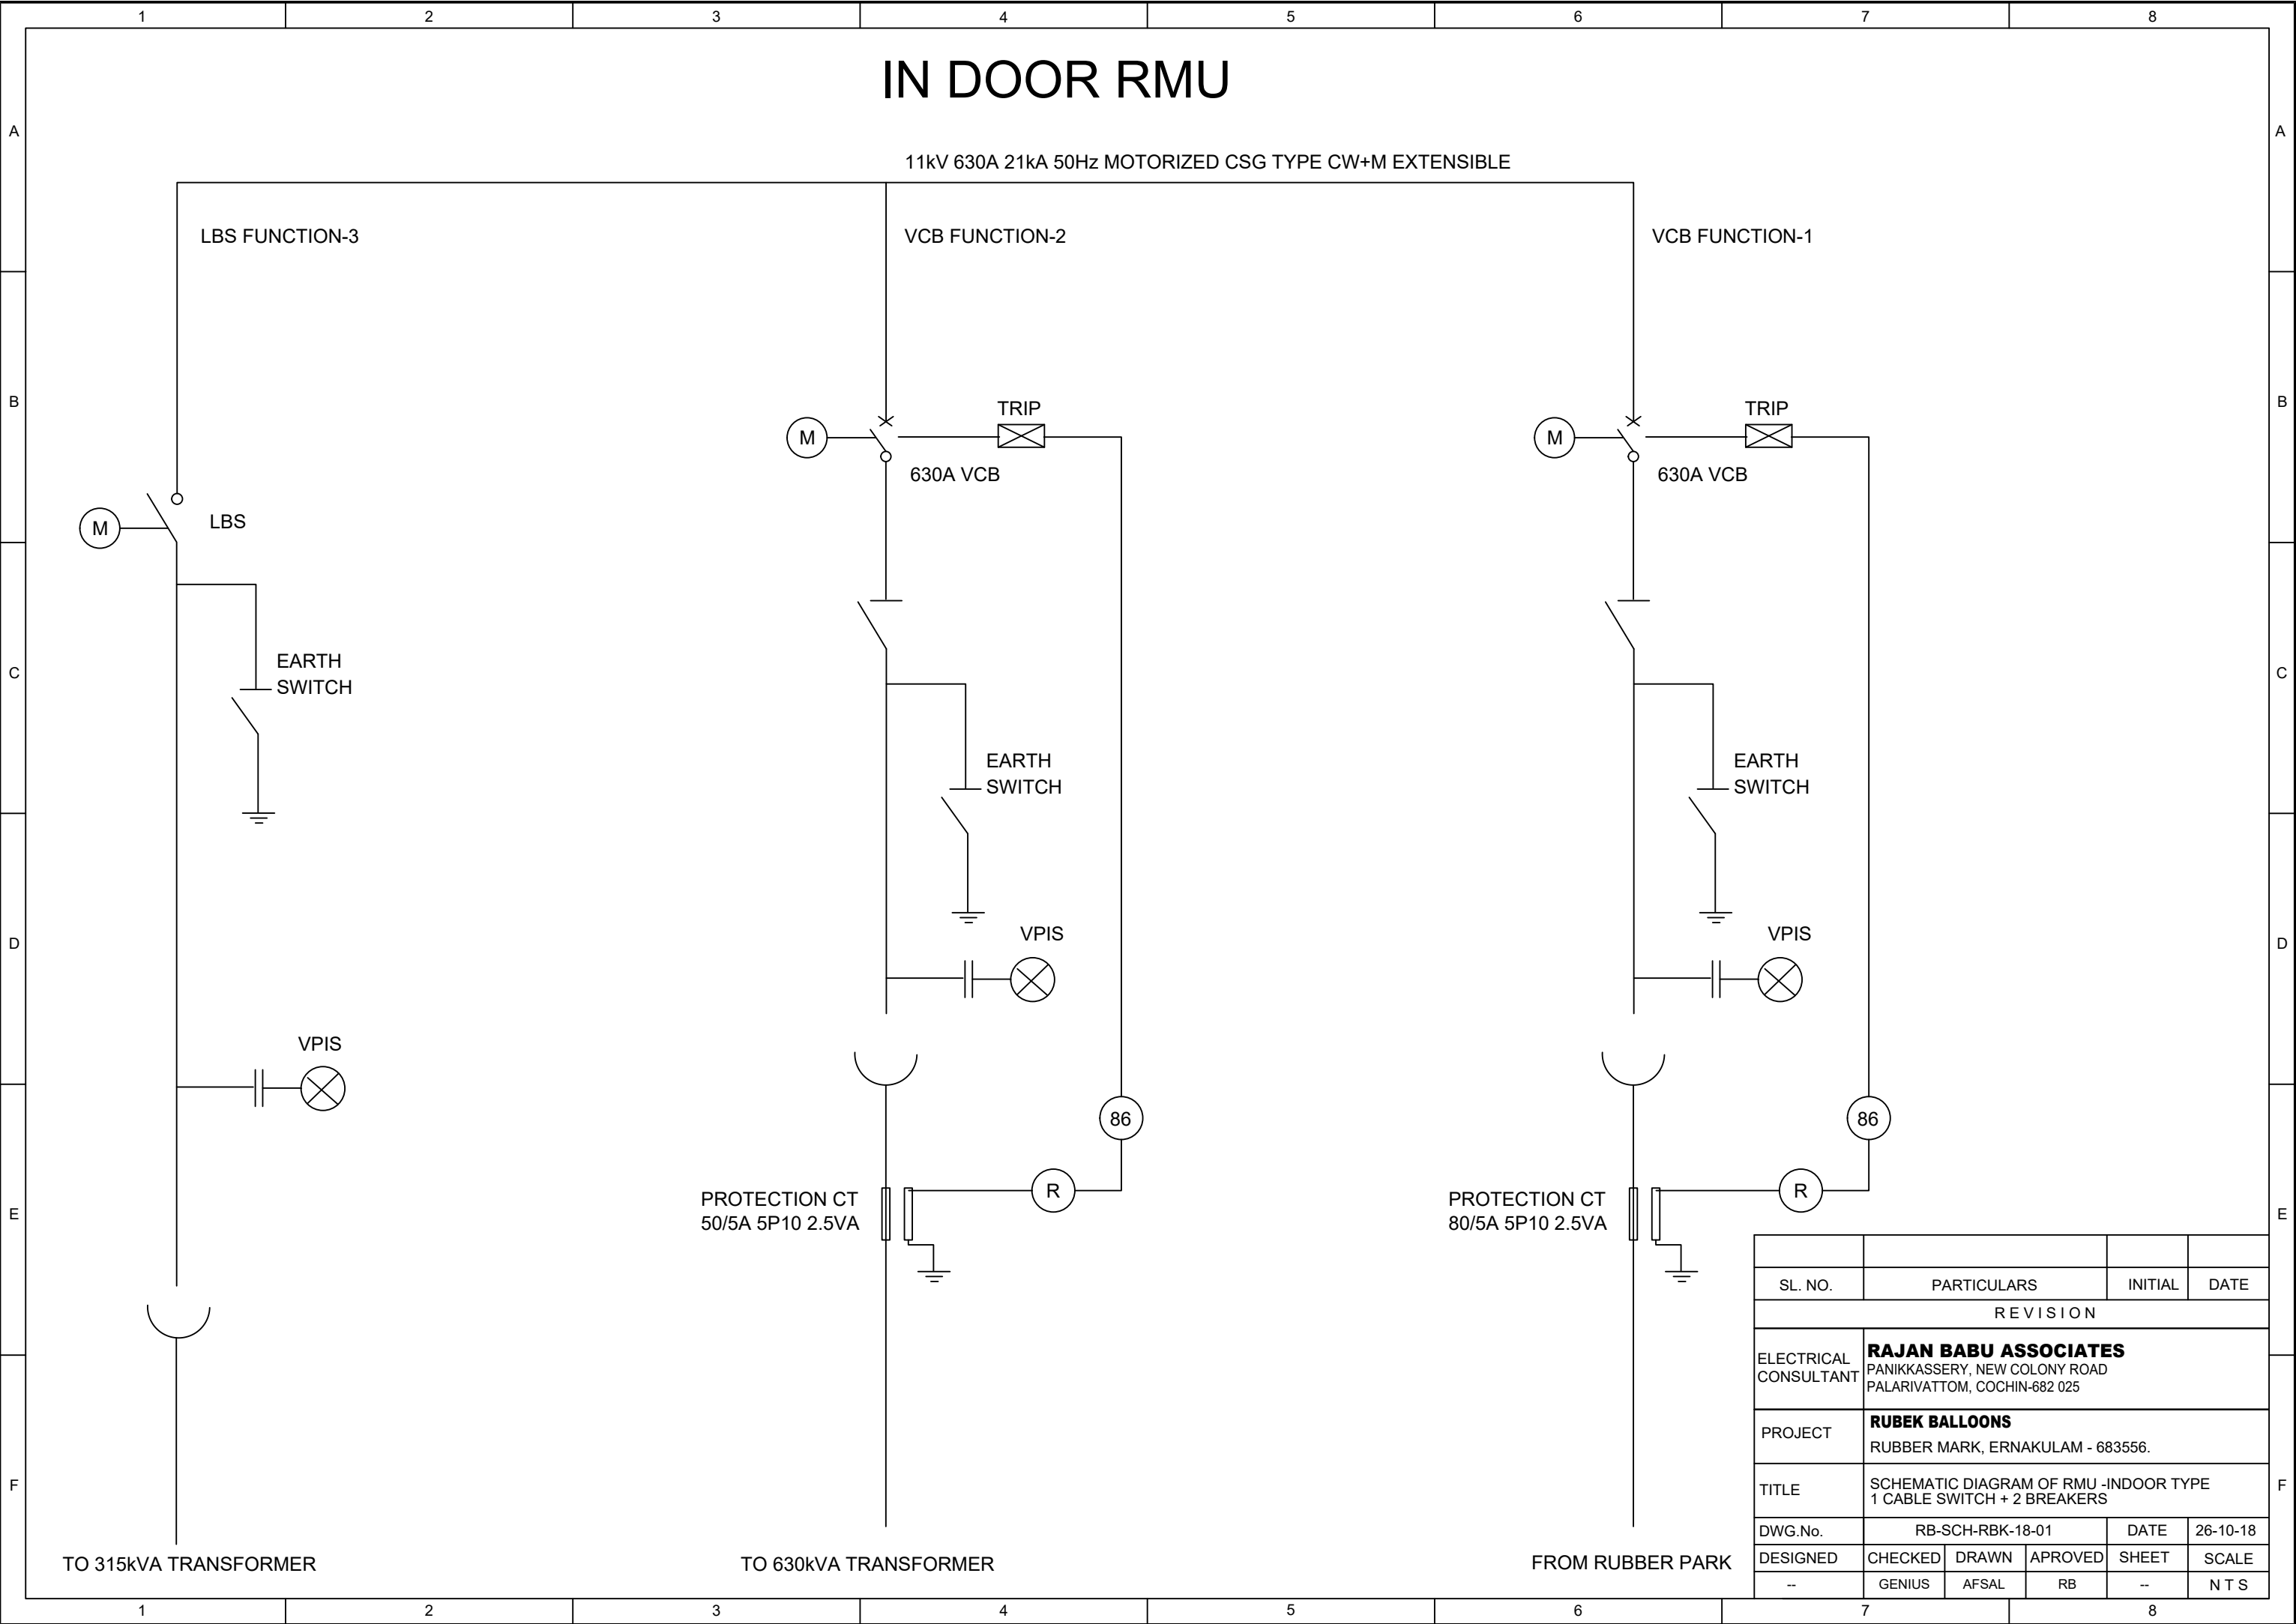 1 2 3 4 5 6 7 8
IN DOOR RMU
A A
11kV 630A 21kA 50Hz MOTORIZED CSG TYPE CW+M EXTENSIBLE
LBS FUNCTION-3
VCB FUNCTION-2
VCB FUNCTION-1
B B
TRIP
M
630A VCB
TRIP
M
630A VCB
M
LBS
EARTH
SWITCH
C C
EARTH
SWITCH
EARTH
SWITCH
D D
VPIS
VPIS
VPIS
86
86
R
R
PROTECTION CT
50/5A 5P10 2.5VA
PROTECTION CT
80/5A 5P10 2.5VA
E E
SL. NO. PARTICULARS INITIAL DATE
REVISION
ELECTRICAL
CONSULTANT
RAJAN BABU ASSOCIATES
PANIKKASSERY, NEW COLONY ROAD
PALARIVATTOM, COCHIN-682 025
PROJECT
RUBEK BALLOONS
RUBBER MARK, ERNAKULAM - 683556.
F F
TITLE
SCHEMATIC DIAGRAM OF RMU -INDOOR TYPE
1 CABLE SWITCH + 2 BREAKERS
DWG.No. RB-SCH-RBK-18-01 DATE 26-10-18
DESIGNED CHECKED DRAWN APROVED SHEET SCALE
-- GENIUS AFSAL RB -- N T S
TO 315kVA TRANSFORMER
TO 630kVA TRANSFORMER
FROM RUBBER PARK
1 2 3 4 5 6 7 8